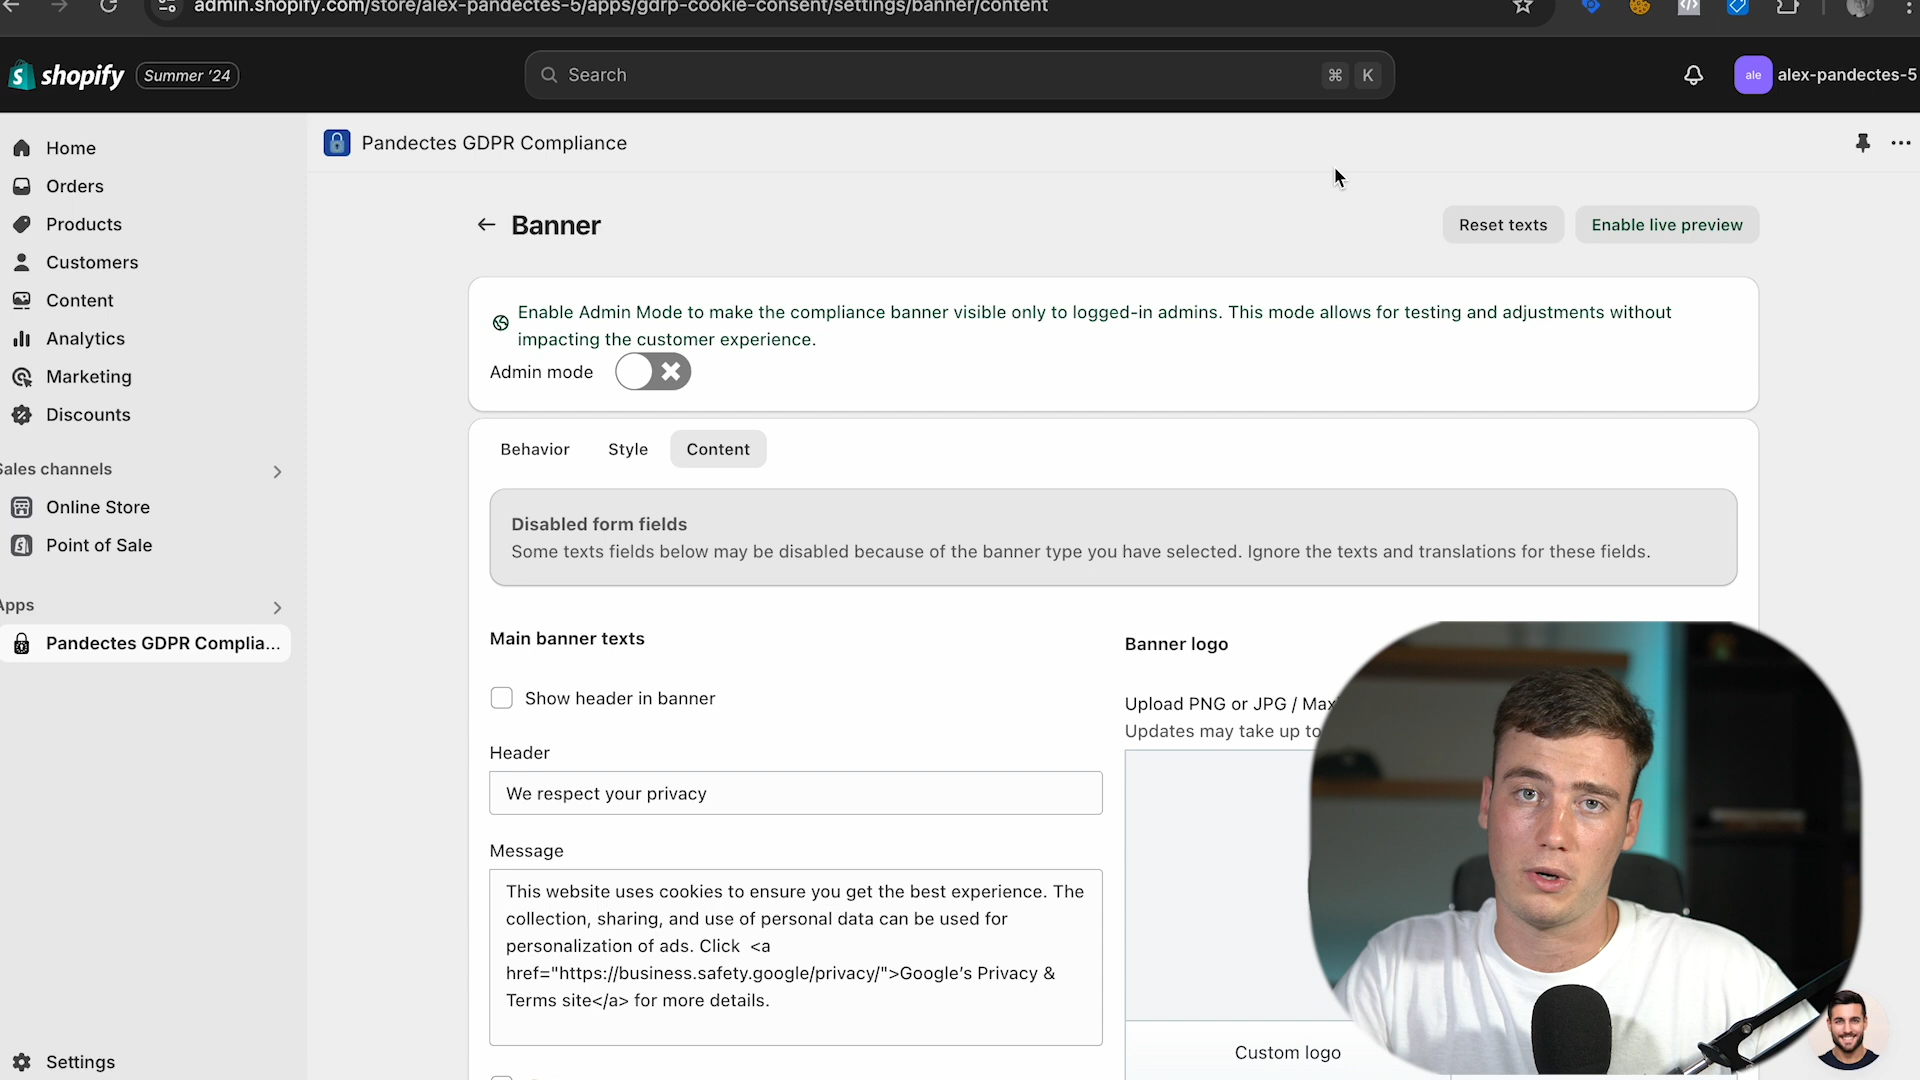 admin.shopify.com/store/alex-pandectes-5/apps/gdrp-cookie-consent/settings/banner/content
shopify
Summer '24
Search
⌘ K
ale
alex-pandectes-5
Home
Orders
Products
Customers
Content
Analytics
Marketing
Discounts
Sales channels
Online Store
Point of Sale
Apps
Pandectes GDPR Complia...
Settings
Pandectes GDPR Compliance
Banner
Reset texts
Enable live preview
Enable Admin Mode to make the compliance banner visible only to logged-in admins. This mode allows for testing and adjustments without
impacting the customer experience.
Admin mode
Behavior
Style
Content
Disabled form fields
Some texts fields below may be disabled because of the banner type you have selected. Ignore the texts and translations for these fields.
Main banner texts
Show header in banner
Header
We respect your privacy
Message
This website uses cookies to ensure you get the best experience. The
collection, sharing, and use of personal data can be used for
personalization of ads. Click <a
href="https://business.safety.google/privacy/">Google's Privacy &
Terms site</a> for more details.
Banner logo
Upload PNG or JPG / Max
Updates may take up to
Custom logo